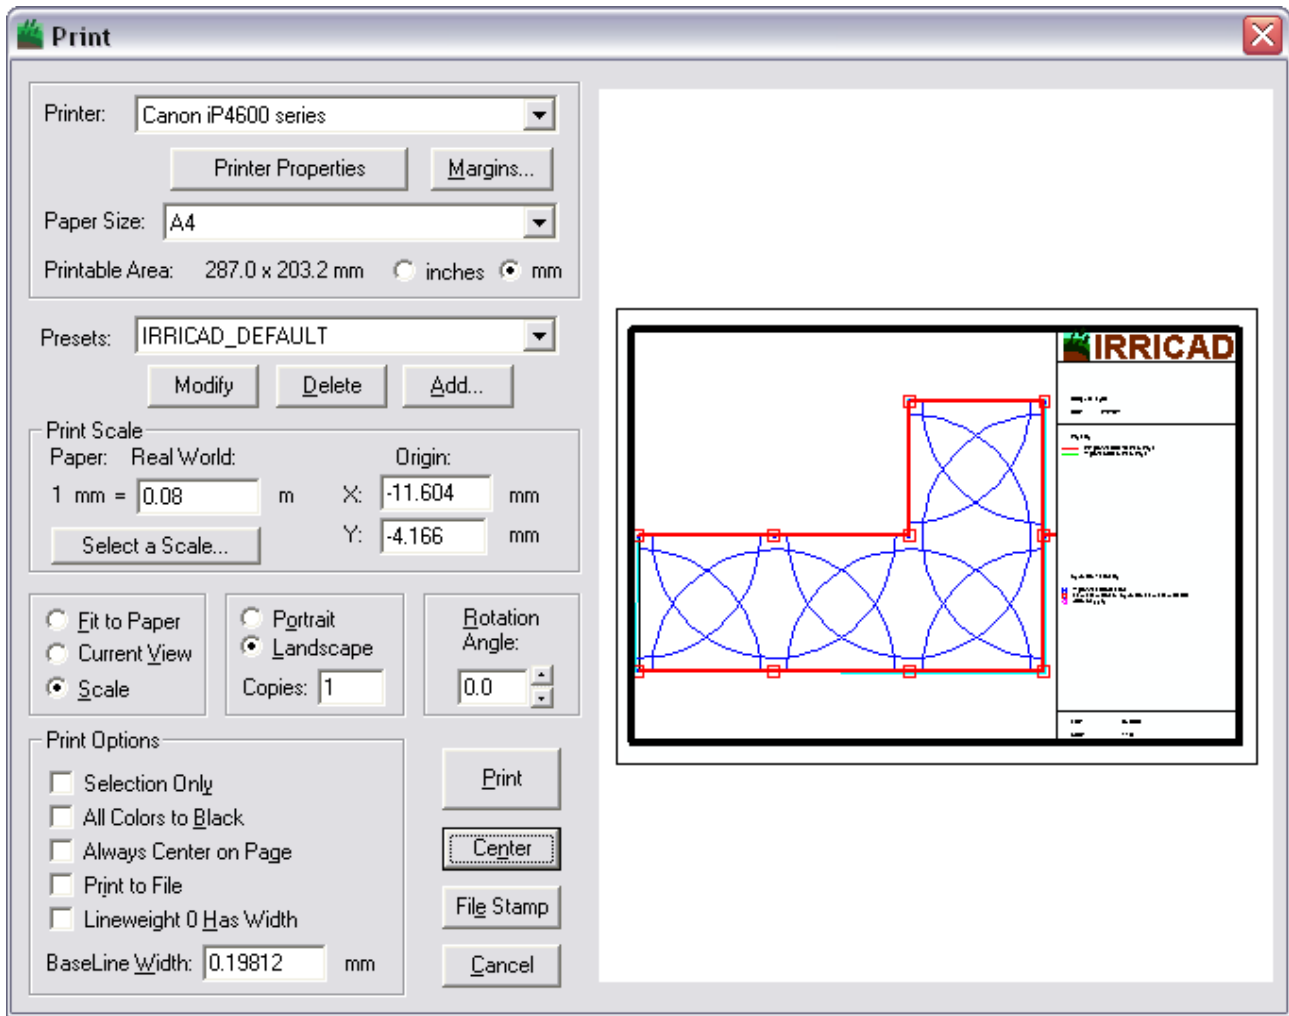 Print
Printer: Canon iP4600 series
Printer Properties Margins...
Paper Size: A4
Printable Area: 287.0 x 203.2 mm inches mm
Presets: IRRICAD_DEFAULT
Modify Delete Add...
Print Scale
Paper: Real World: Origin:
1 mm = 0.08 m X: -11.604 mm
Select a Scale... Y: -4.166 mm
Fit to Paper
Current View
Scale
Portrait
Landscape
Copies: 1
Rotation
Angle:
0.0
Print Options
Selection Only
All Colors to Black
Always Center on Page
Print to File
Lineweight 0 Has Width
BaseLine Width: 0.19812 mm
Print
Center
File Stamp
Cancel
IRRICAD